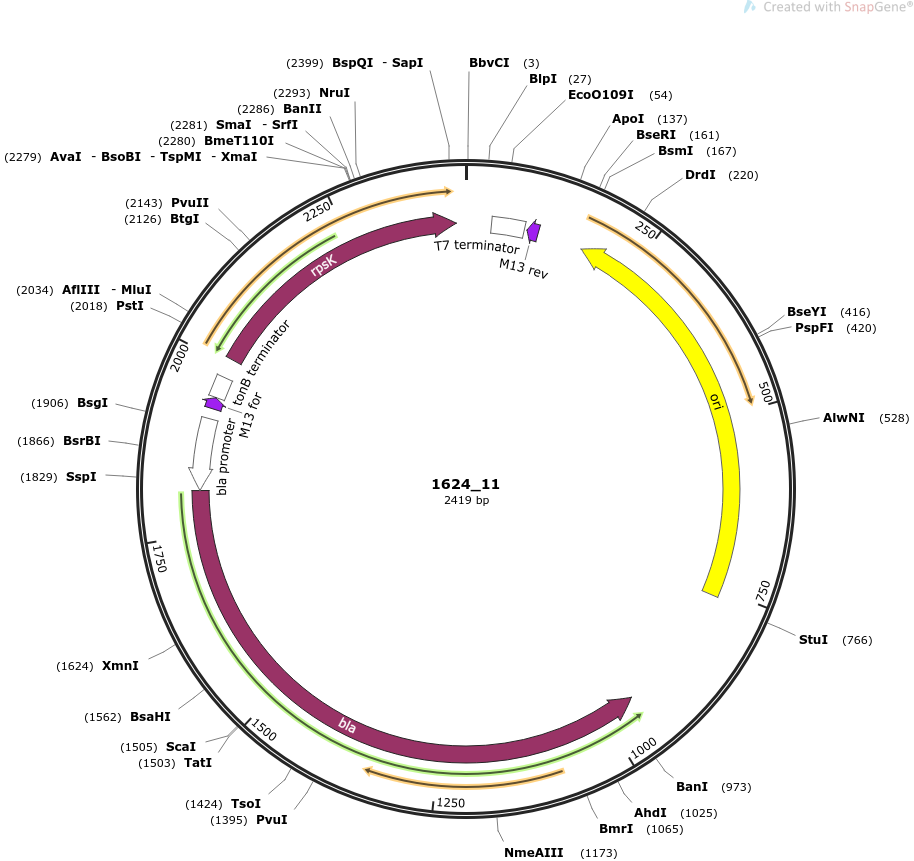 Created with SnapGene®
(2399) BspQI - SapI
BbvCI (3)
BlpI (27)
(2293) NruI
EcoO109I (54)
(2286) BanII
(2281) SmaI - SrfI
ApoI (137)
(2280) BmeT110I
BseRI (161)
(2279) AvaI - BsoBI - TspMI - XmaI
BsmI (167)
DrdI (220)
(2143) PvuII
(2126) BtgI
2250
250
T7 terminator
M13 rev
rpsK
(2034) AflIII - MluI
(2018) PstI
BseYI (416)
PspFI (420)
2000
tonB terminator
500
ori
(1906) BsgI
M13 for
AlwNI (528)
(1866) BsrBI
bla promoter
(1829) SspI
1624_11
2419 bp
1750
750
StuI (766)
(1624) XmnI
(1562) BsaHI
bla
1500
1000
(1505) ScaI
(1503) TatI
BanI (973)
(1424) TsoI
1250
AhdI (1025)
(1395) PvuI
BmrI (1065)
NmeAIII (1173)